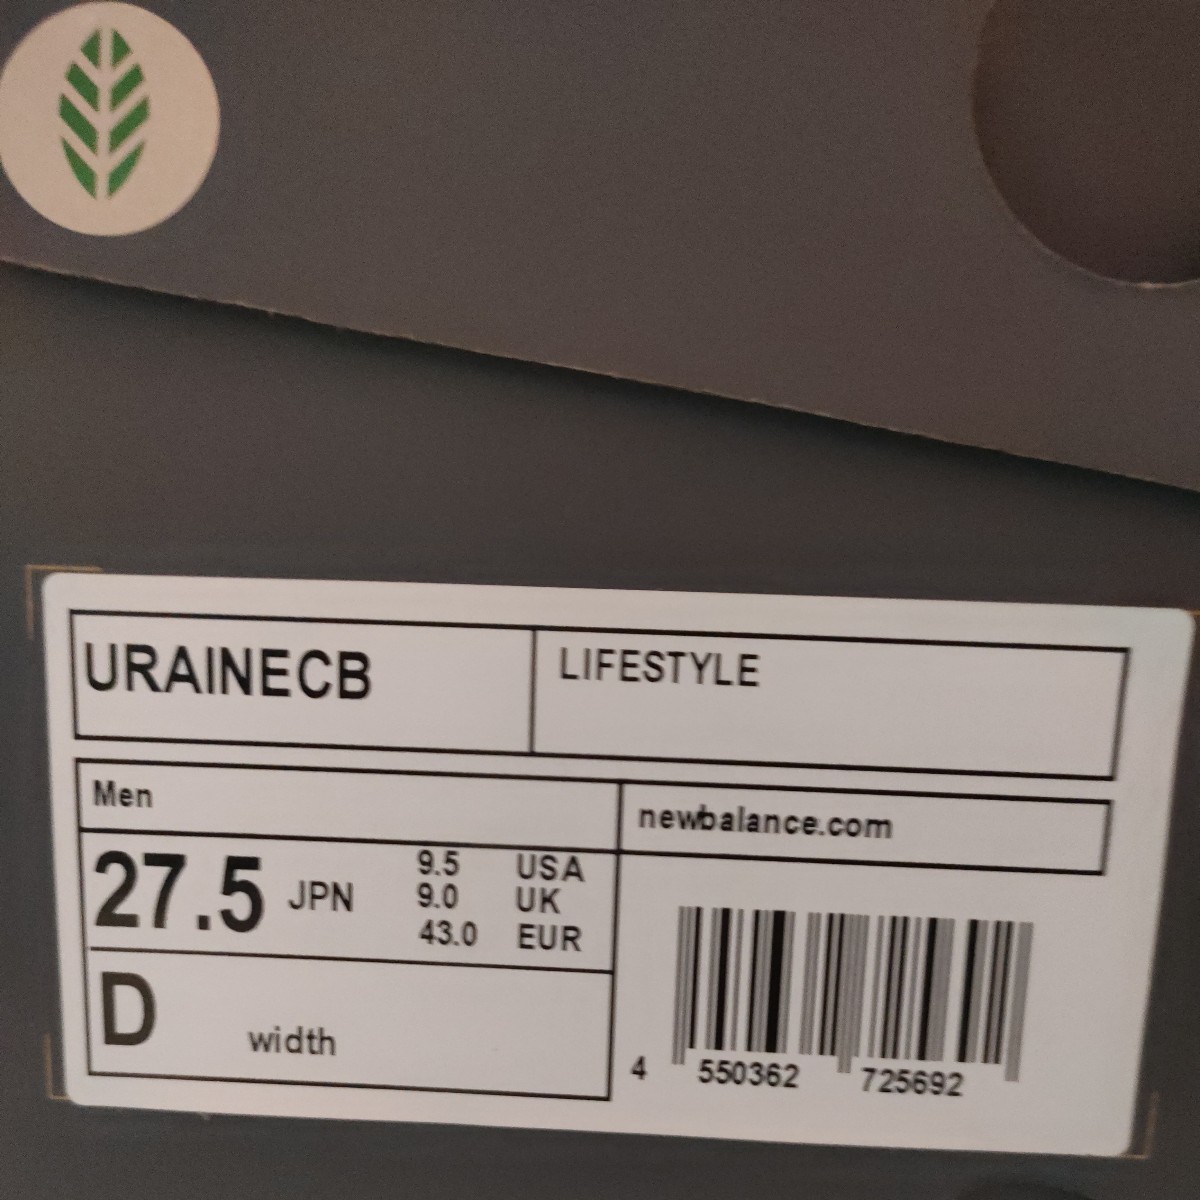 URAINECB
LIFESTYLE
Men
newbalance.com
27.5 JPN
9.5 USA
9.0 UK
43.0 EUR
D width
4 550362 725692